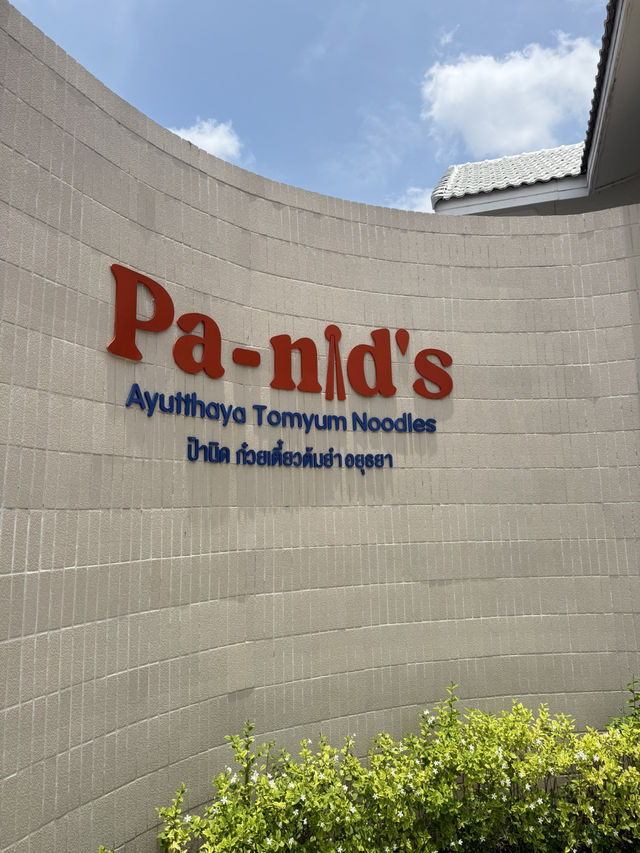 Pa-nid's
Ayutthaya Tomyum Noodles
ป้านิด ก๋วยเตี๋ยวต้มยำ อยุธยา